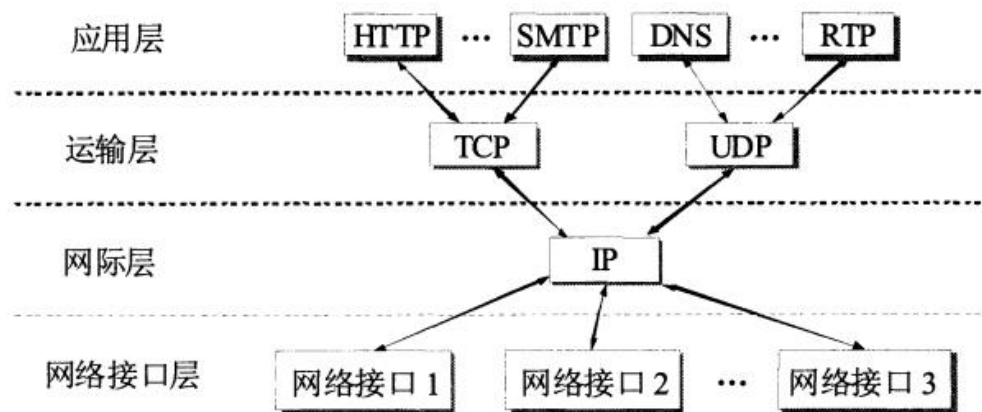 应用层 HTTP ··· SMTP DNS ··· RTP
运输层 TCP UDP
网际层 IP
网络接口层 网络接口 1 网络接口 2 ··· 网络接口 3